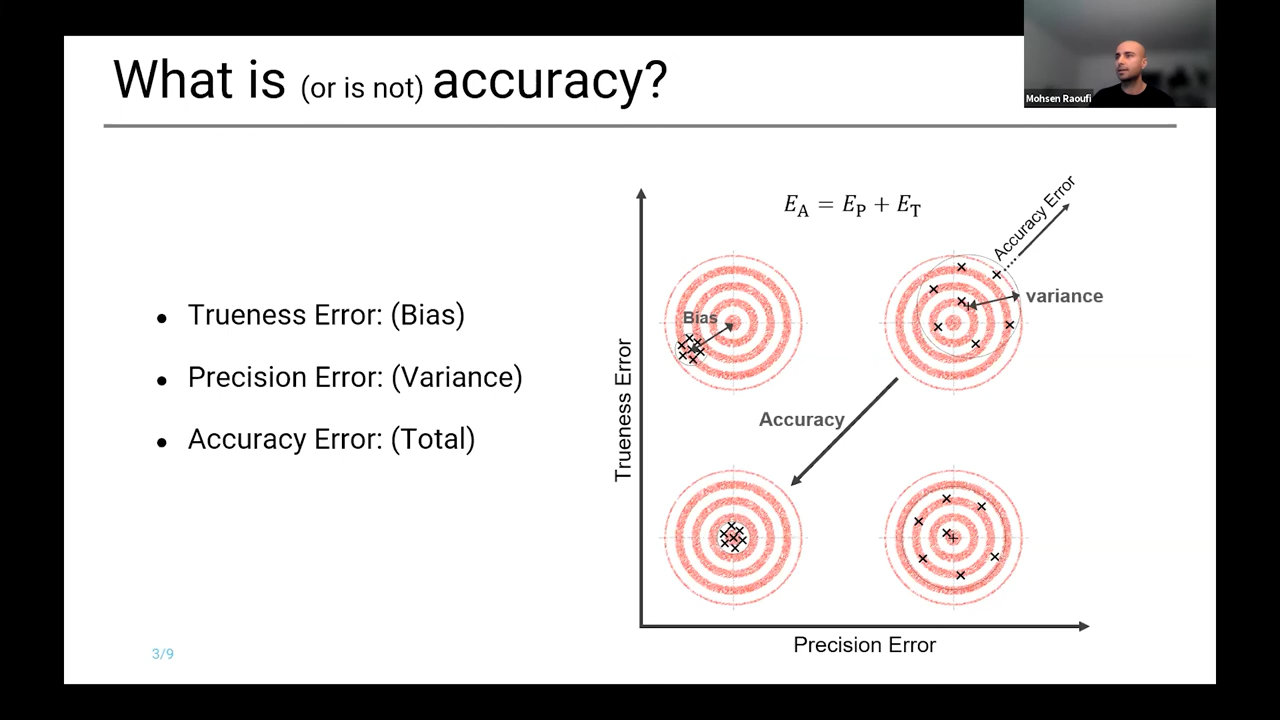 What is (or is not) accuracy?
Mohsen Raoufi
Trueness Error: (Bias)
Precision Error: (Variance)
Accuracy Error: (Total)
E_A = E_P + E_T
Accuracy Error
Bias
variance
Accuracy
Trueness Error
Precision Error
3/9